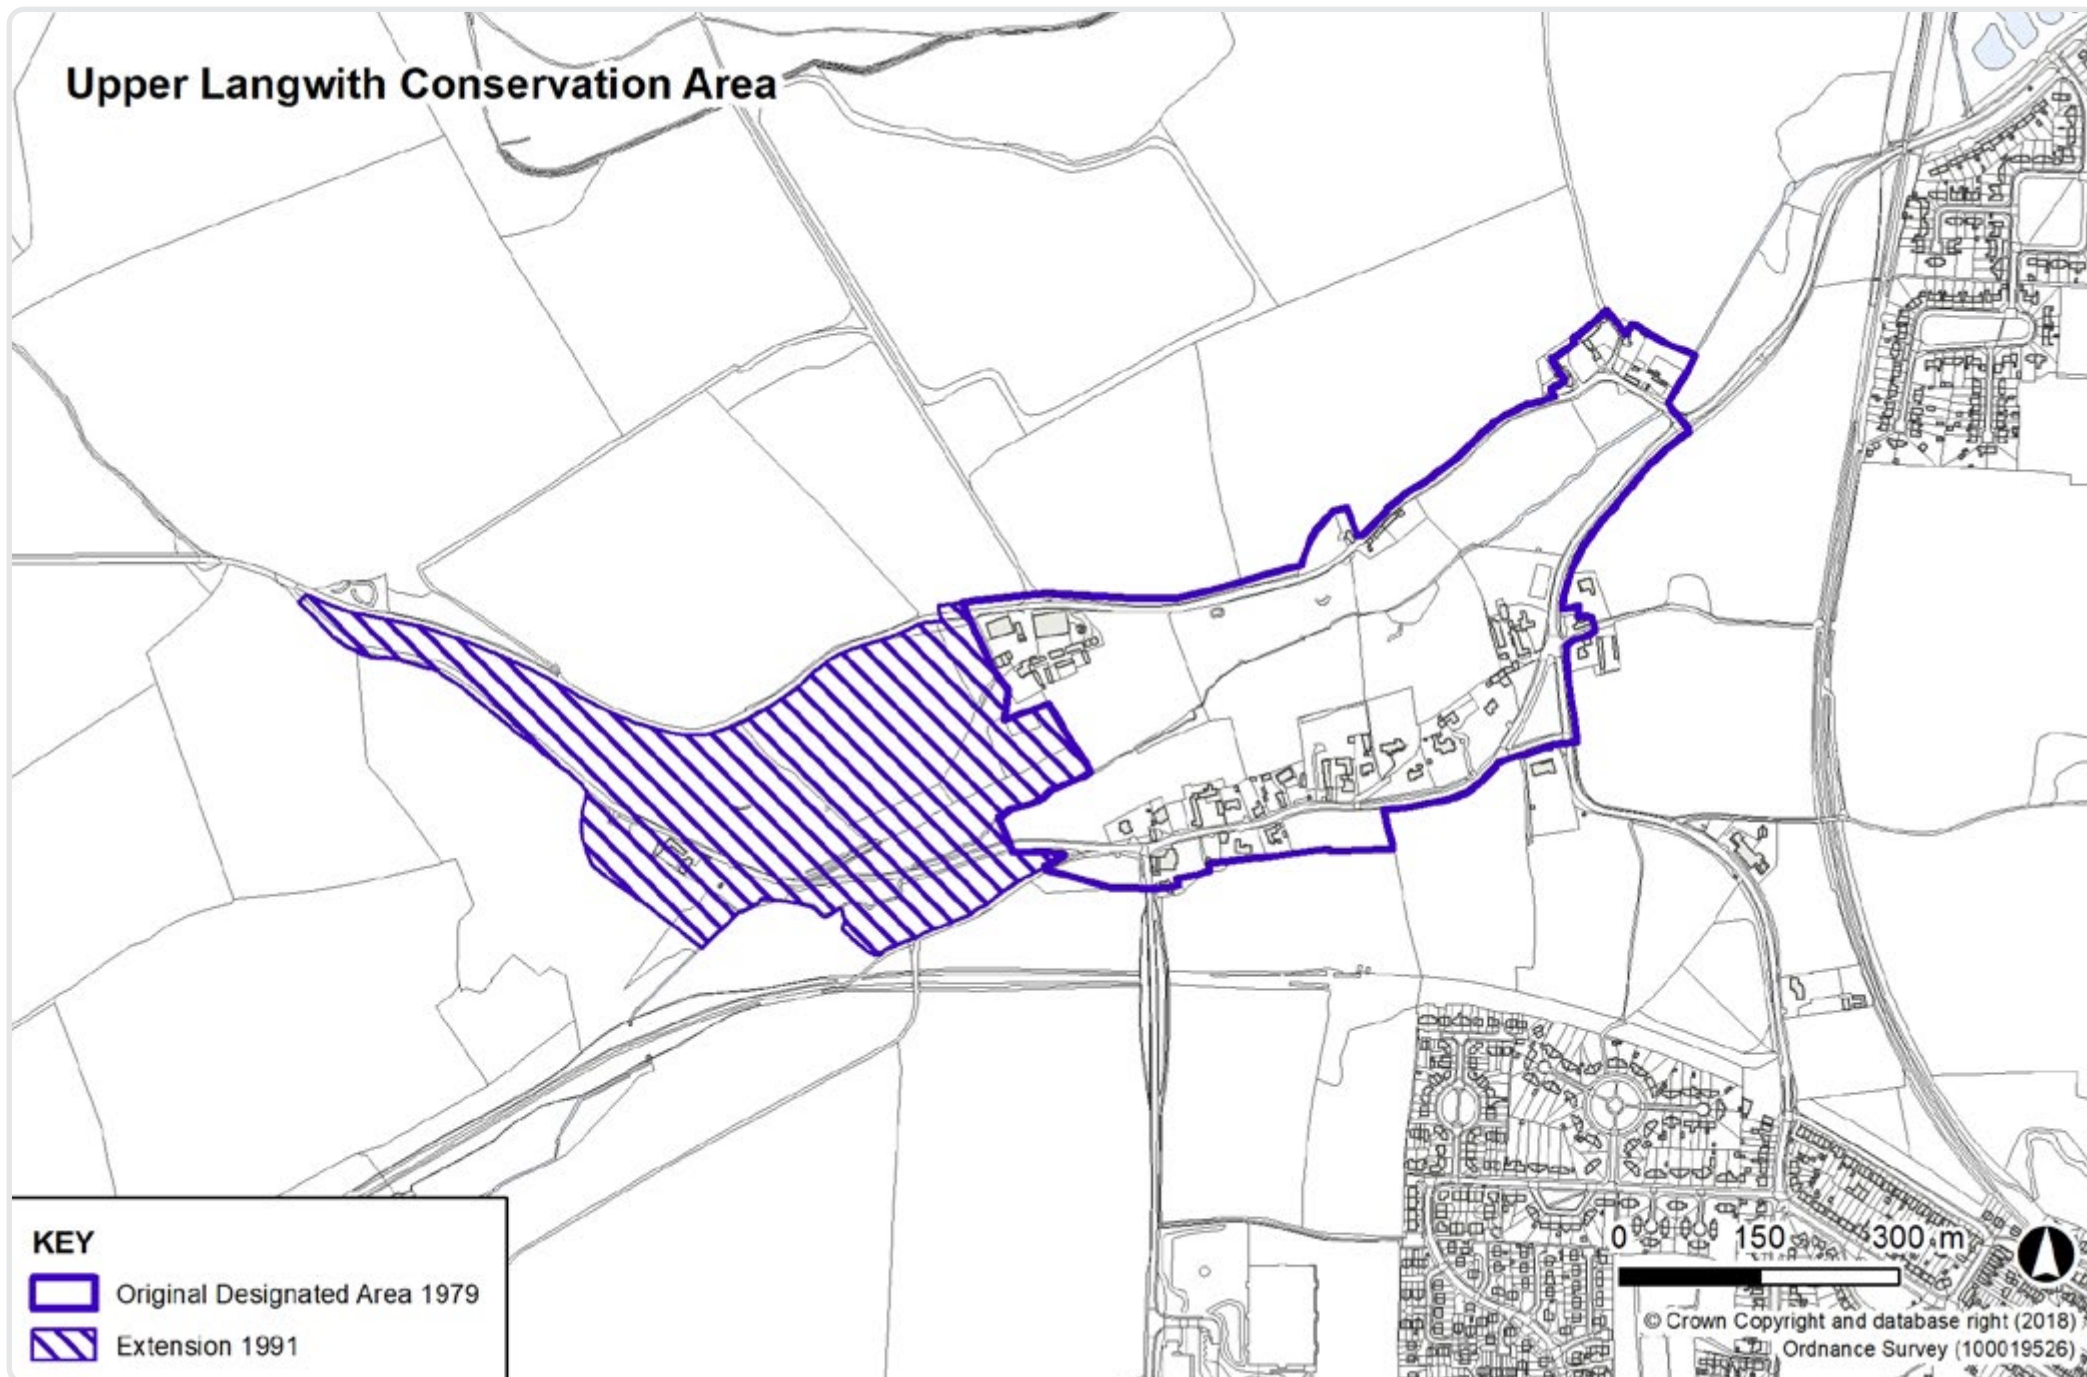 Upper Langwith Conservation Area
KEY
Original Designated Area 1979
Extension 1991
0 150 300 m
© Crown Copyright and database right (2018)
Ordnance Survey (100019526)